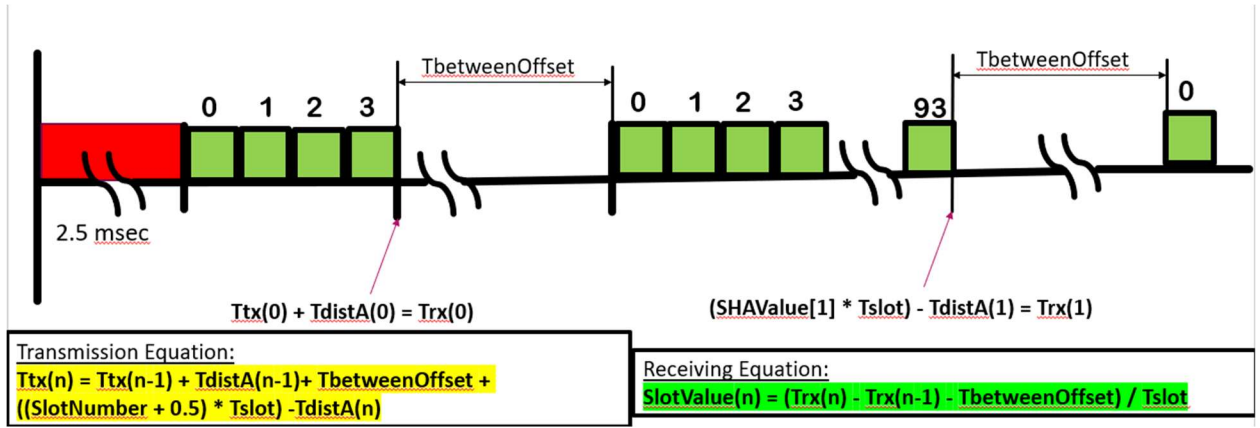 TbetweenOffset
TbetweenOffset
0 1 2 3
0 1 2 3
93
0
2.5 msec
Ttx(0) + TdistA(0) = Trx(0)
(SHAValue[1] * Tslot) - TdistA(1) = Trx(1)
Transmission Equation:
Ttx(n) = Ttx(n-1) + TdistA(n-1)+ TbetweenOffset +
((SlotNumber + 0.5) * Tslot) -TdistA(n)
Receiving Equation:
SlotValue(n) = (Trx(n) - Trx(n-1) - TbetweenOffset) / Tslot